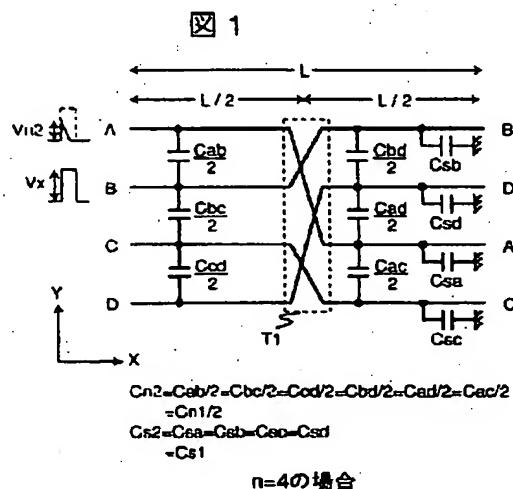 図 1
L
L/2 L/2
Vn2 A Cab/2 Cbd/2 Csb B
Vx B Cbc/2 Cad/2 Csd D
C Ccd/2 Cac/2 Csa A
D Csc C
Y
X
T1
Cn2=Cab/2=Cbc/2=Ccd/2=Cbd/2=Cad/2=Cac/2
=Cn1/2
Cs2=Csa=Csb=Csc=Csd
=Cs1
n=4の場合